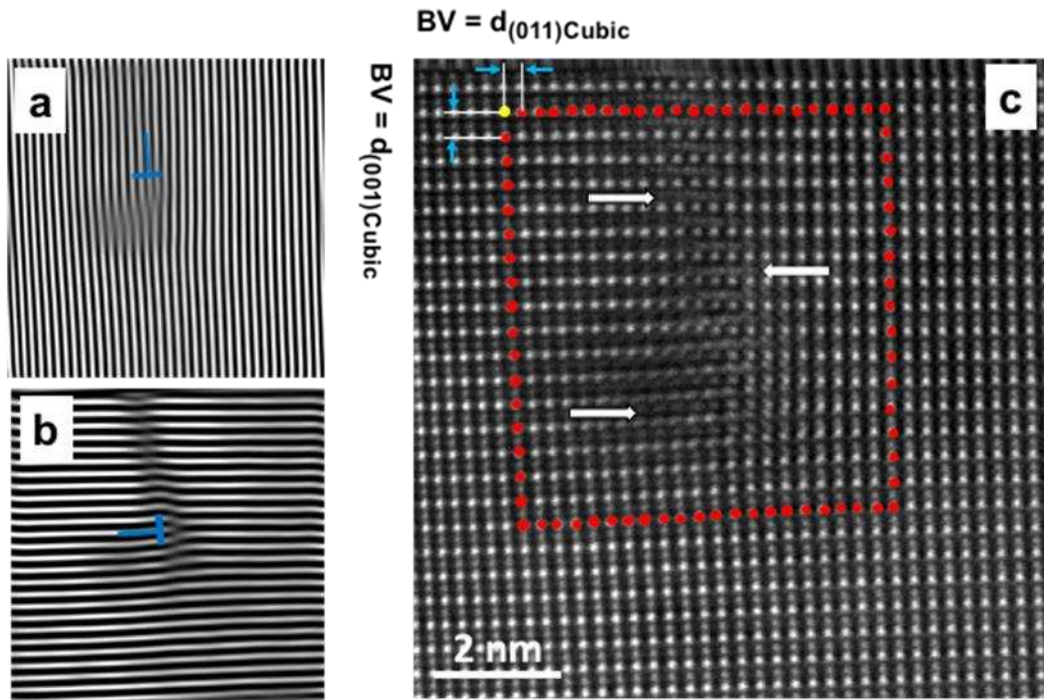 BV = d(011)Cubic
BV = d(001)Cubic
a
b
c
2 nm